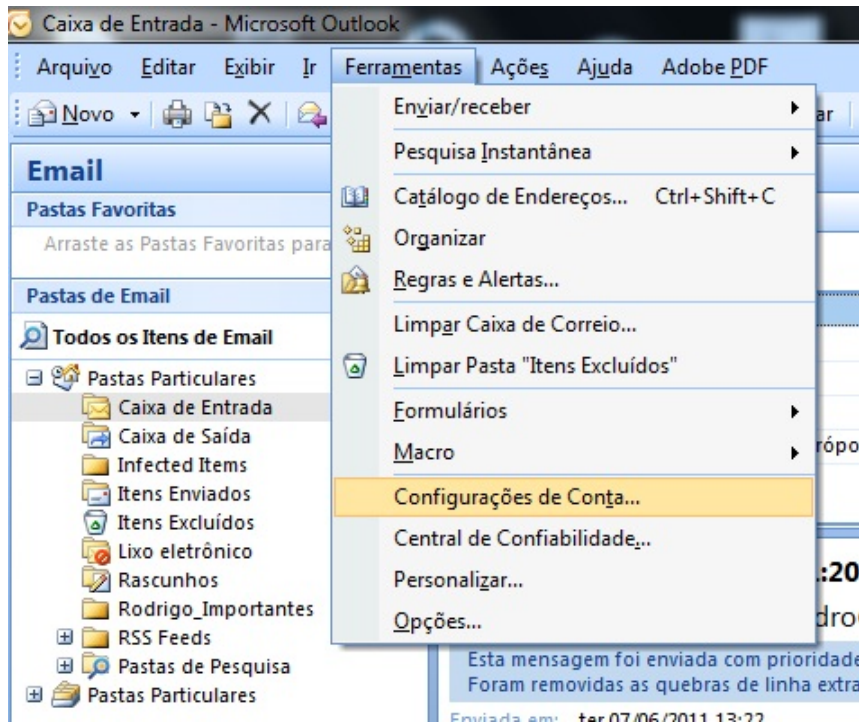 Caixa de Entrada - Microsoft Outlook
Arquivo Editar Exibir Ir Ferramentas Ações Ajuda Adobe PDF
Novo
Enviar/receber
Pesquisa Instantânea
Catálogo de Endereços... Ctrl+Shift+C
Organizar
Regras e Alertas...
Limpar Caixa de Correio...
Limpar Pasta "Itens Excluídos"
Formulários
Macro
Configurações de Conta...
Central de Confiabilidade...
Personalizar...
Opções...
Email
Pastas Favoritas
Arraste as Pastas Favoritas para
Pastas de Email
Todos os Itens de Email
Pastas Particulares
Caixa de Entrada
Caixa de Saída
Infected Items
Itens Enviados
Itens Excluídos
Lixo eletrônico
Rascunhos
Rodrigo_Importantes
RSS Feeds
Pastas de Pesquisa
Pastas Particulares
Esta mensagem foi enviada com prioridade
Foram removidas as quebras de linha extra
Enviada em: ter 07/06/2011 13:22